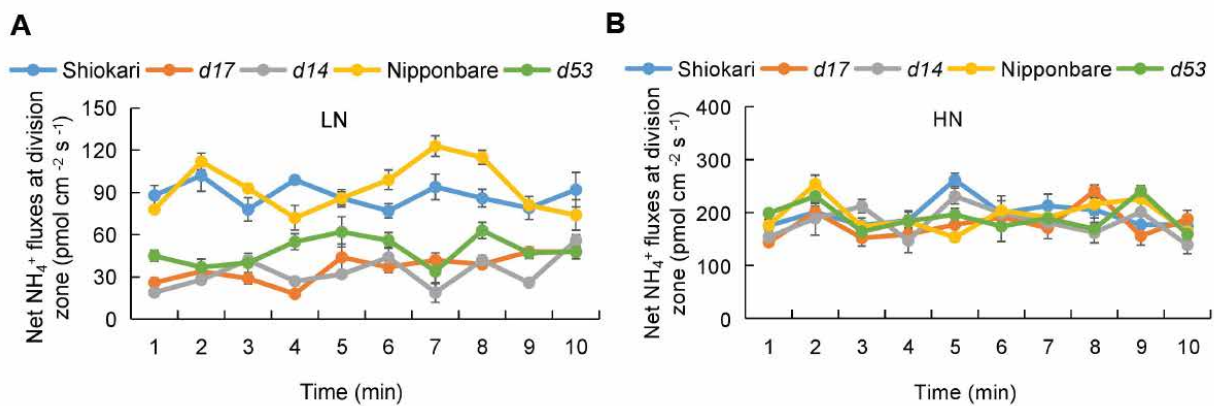 A
Shiokari d17 d14 Nipponbare d53
Net NH₄⁺ fluxes at division
zone (pmol cm ⁻² s ⁻¹)
150
120
90
60
30
0
LN
1 2 3 4 5 6 7 8 9 10
Time (min)
B
Shiokari d17 d14 Nipponbare d53
Net NH₄⁺ fluxes at division
zone (pmol cm ⁻² s ⁻¹)
400
300
200
100
0
HN
1 2 3 4 5 6 7 8 9 10
Time (min)